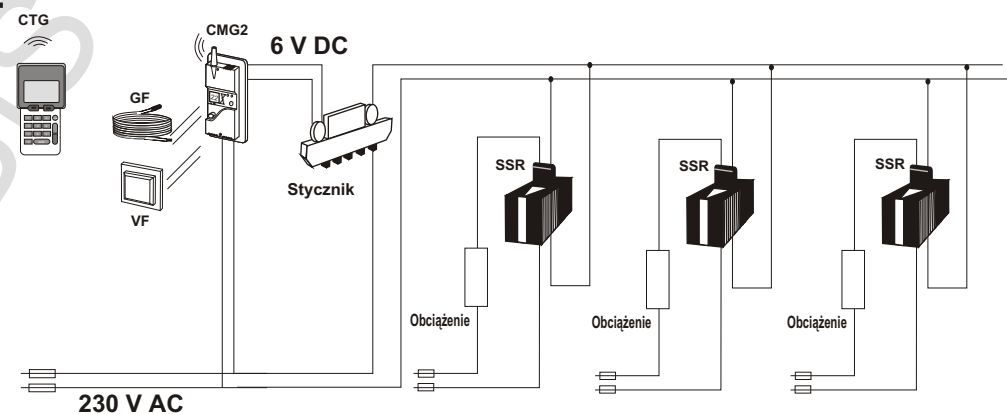 CTG
CMG2
6 V DC
GF
VF
Stycznik
SSR
SSR
SSR
Obciążenie
Obciążenie
Obciążenie
230 V AC